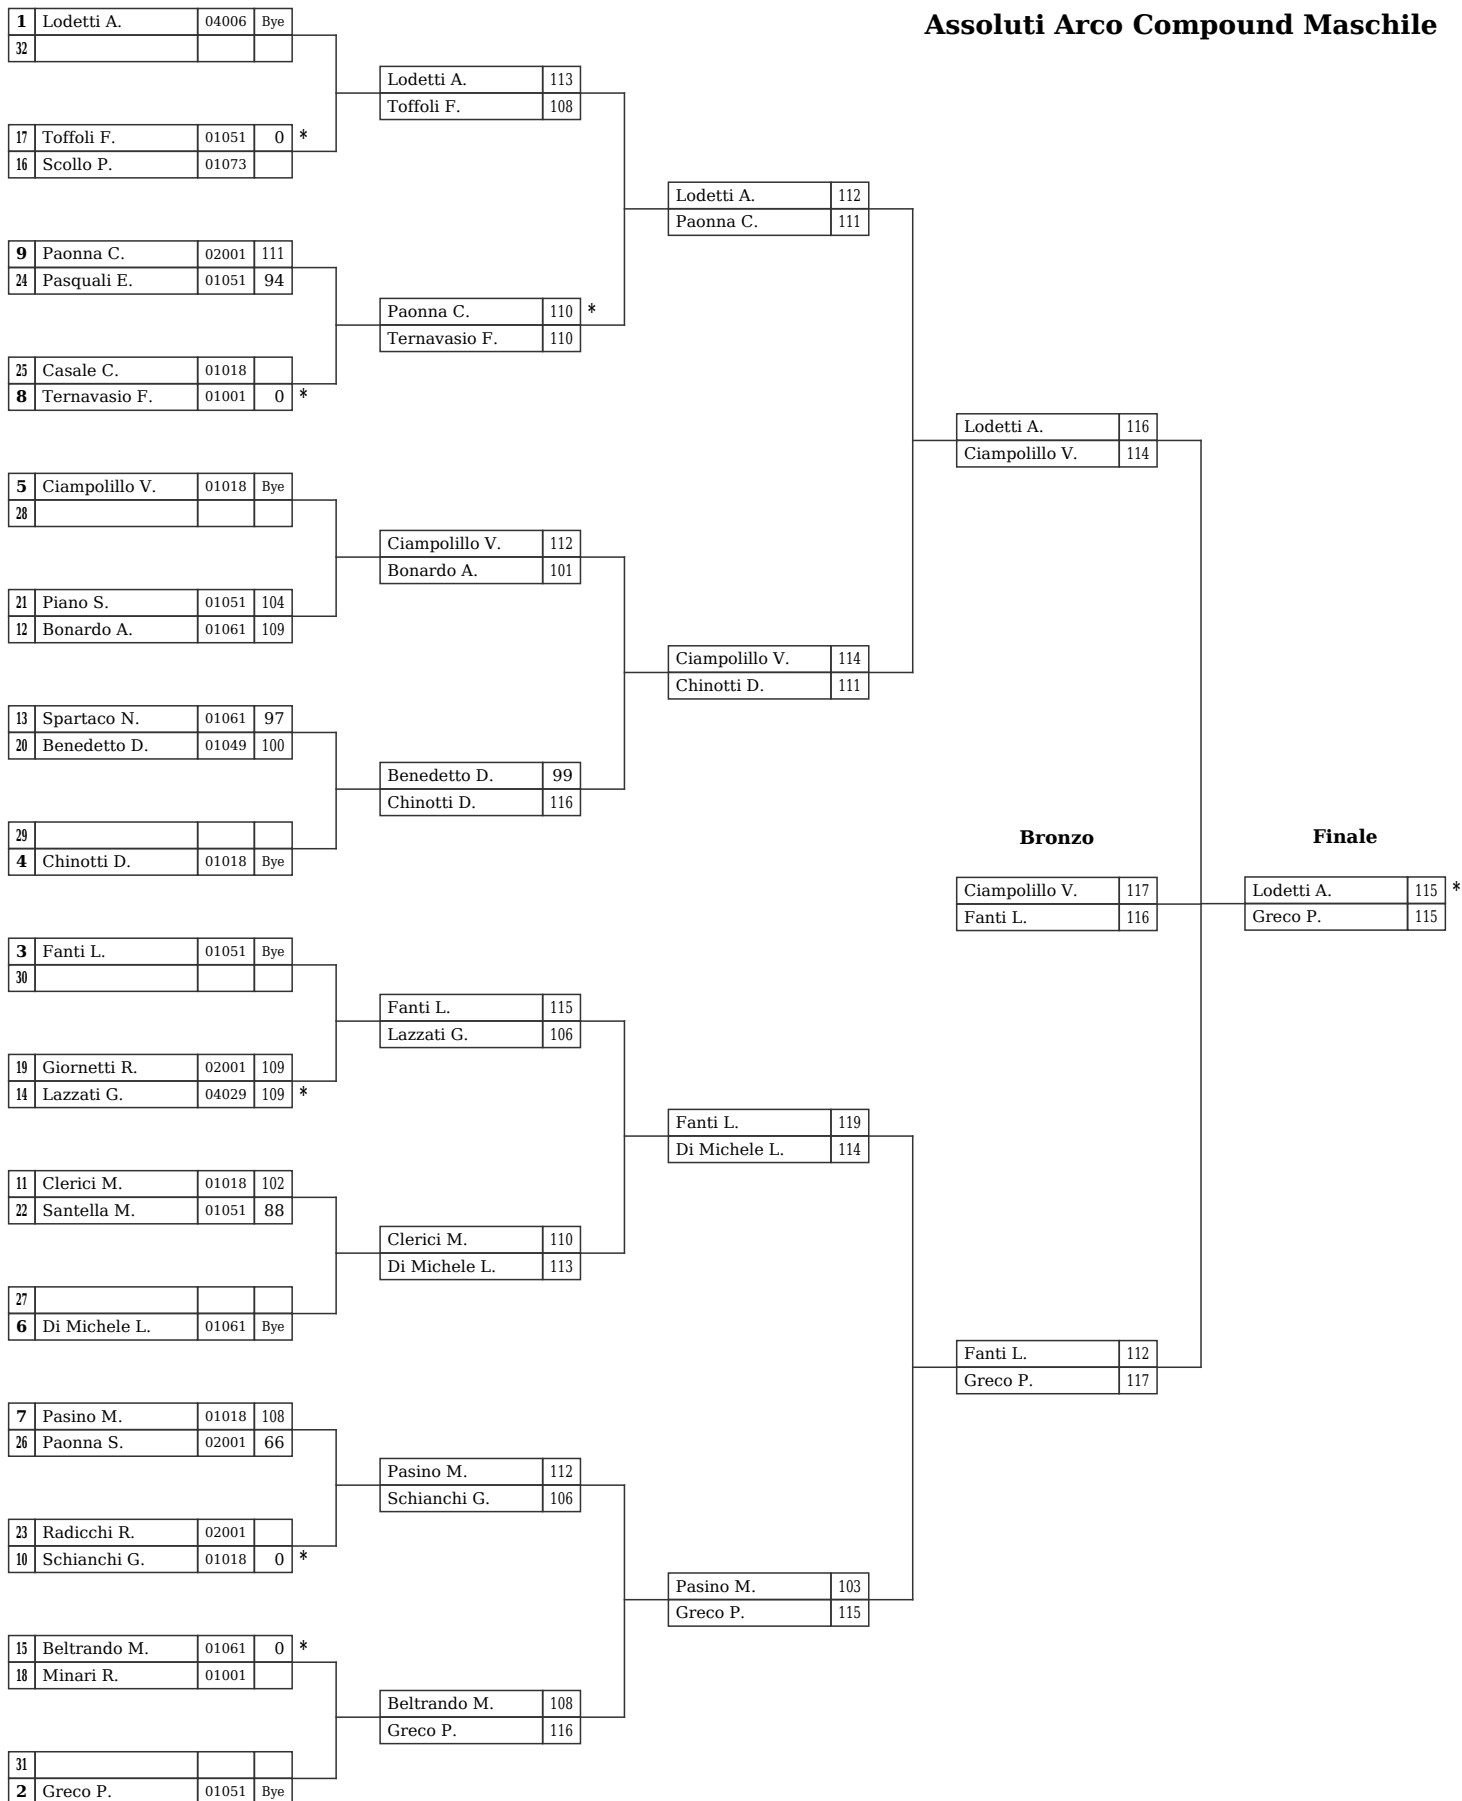 Assoluti Arco Compound Maschile
1 Lodetti A. 04006 Bye
32
17 Toffoli F. 01051 0 *
16 Scollo P. 01073
9 Paonna C. 02001 111
24 Pasquali E. 01051 94
25 Casale C. 01018
8 Ternavasio F. 01001 0 *
5 Ciampolillo V. 01018 Bye
28
21 Piano S. 01051 104
12 Bonardo A. 01061 109
13 Spartaco N. 01061 97
20 Benedetto D. 01049 100
29
4 Chinotti D. 01018 Bye
3 Fanti L. 01051 Bye
30
19 Giornetti R. 02001 109
14 Lazzati G. 04029 109 *
11 Clerici M. 01018 102
22 Santella M. 01051 88
27
6 Di Michele L. 01061 Bye
7 Pasino M. 01018 108
26 Paonna S. 02001 66
23 Radicchi R. 02001
10 Schianchi G. 01018 0 *
15 Beltrando M. 01061 0 *
18 Minari R. 01001
31
2 Greco P. 01051 Bye
Lodetti A. 113
Toffoli F. 108
Paonna C. 110 *
Ternavasio F. 110
Ciampolillo V. 112
Bonardo A. 101
Benedetto D. 99
Chinotti D. 116
Fanti L. 115
Lazzati G. 106
Clerici M. 110
Di Michele L. 113
Pasino M. 112
Schianchi G. 106
Beltrando M. 108
Greco P. 116
Lodetti A. 112
Paonna C. 111
Ciampolillo V. 114
Chinotti D. 111
Fanti L. 119
Di Michele L. 114
Pasino M. 103
Greco P. 115
Lodetti A. 116
Ciampolillo V. 114
Fanti L. 112
Greco P. 117
Bronzo
Ciampolillo V. 117
Fanti L. 116
Finale
Lodetti A. 115 *
Greco P. 115